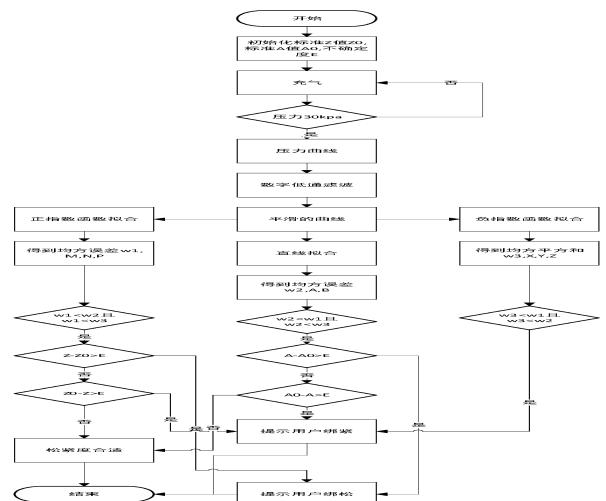 开始
初始化标准Z值Z0,
标准A值A0,不确定
度E
充气
否
压力30kpa
是
压力曲线
数字低通滤波
正指数函数拟合
平滑的曲线
负指数函数拟合
得到均方误差w1,
M,N,P
直线拟合
得到均方平方和
w3,X,Y,Z
得到均方误差
w2,A,B
w1<w2且
w1<w3
w2=w1且
w2<w3
w3<w1且
w3<w2
是
是
Z-Z0>E
A-A0>E
否
否
Z0-Z>E
A0-A>E
是
否
是
是
是
否
是
提示用户绑紧
松紧度合适
结束
提示用户绑松